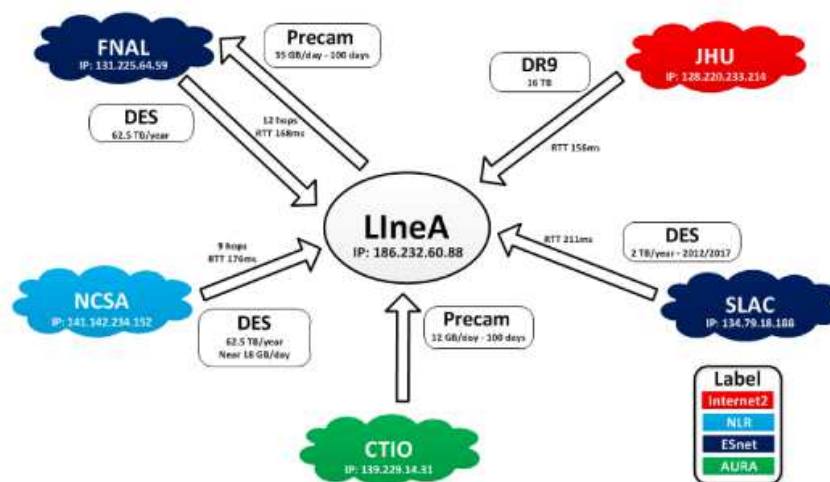 FNAL
IP: 131.225.64.59
Precam
35 GB/day - 100 days
JHU
IP: 128.220.233.214
DR9
16 TB
DES
62.5 TB/year
12 hops
RTT 168ms
RTT 156ms
LIneA
IP: 186.232.60.88
9 hops
RTT 176ms
RTT 211ms
DES
2 TB/year - 2012/2017
NCSA
IP: 141.142.234.152
SLAC
IP: 134.79.18.188
DES
62.5 TB/year
Near 18 GB/day
Precam
12 GB/day - 100 days
CTIO
IP: 139.229.14.31
Label
Internet2
NLR
ESnet
AURA